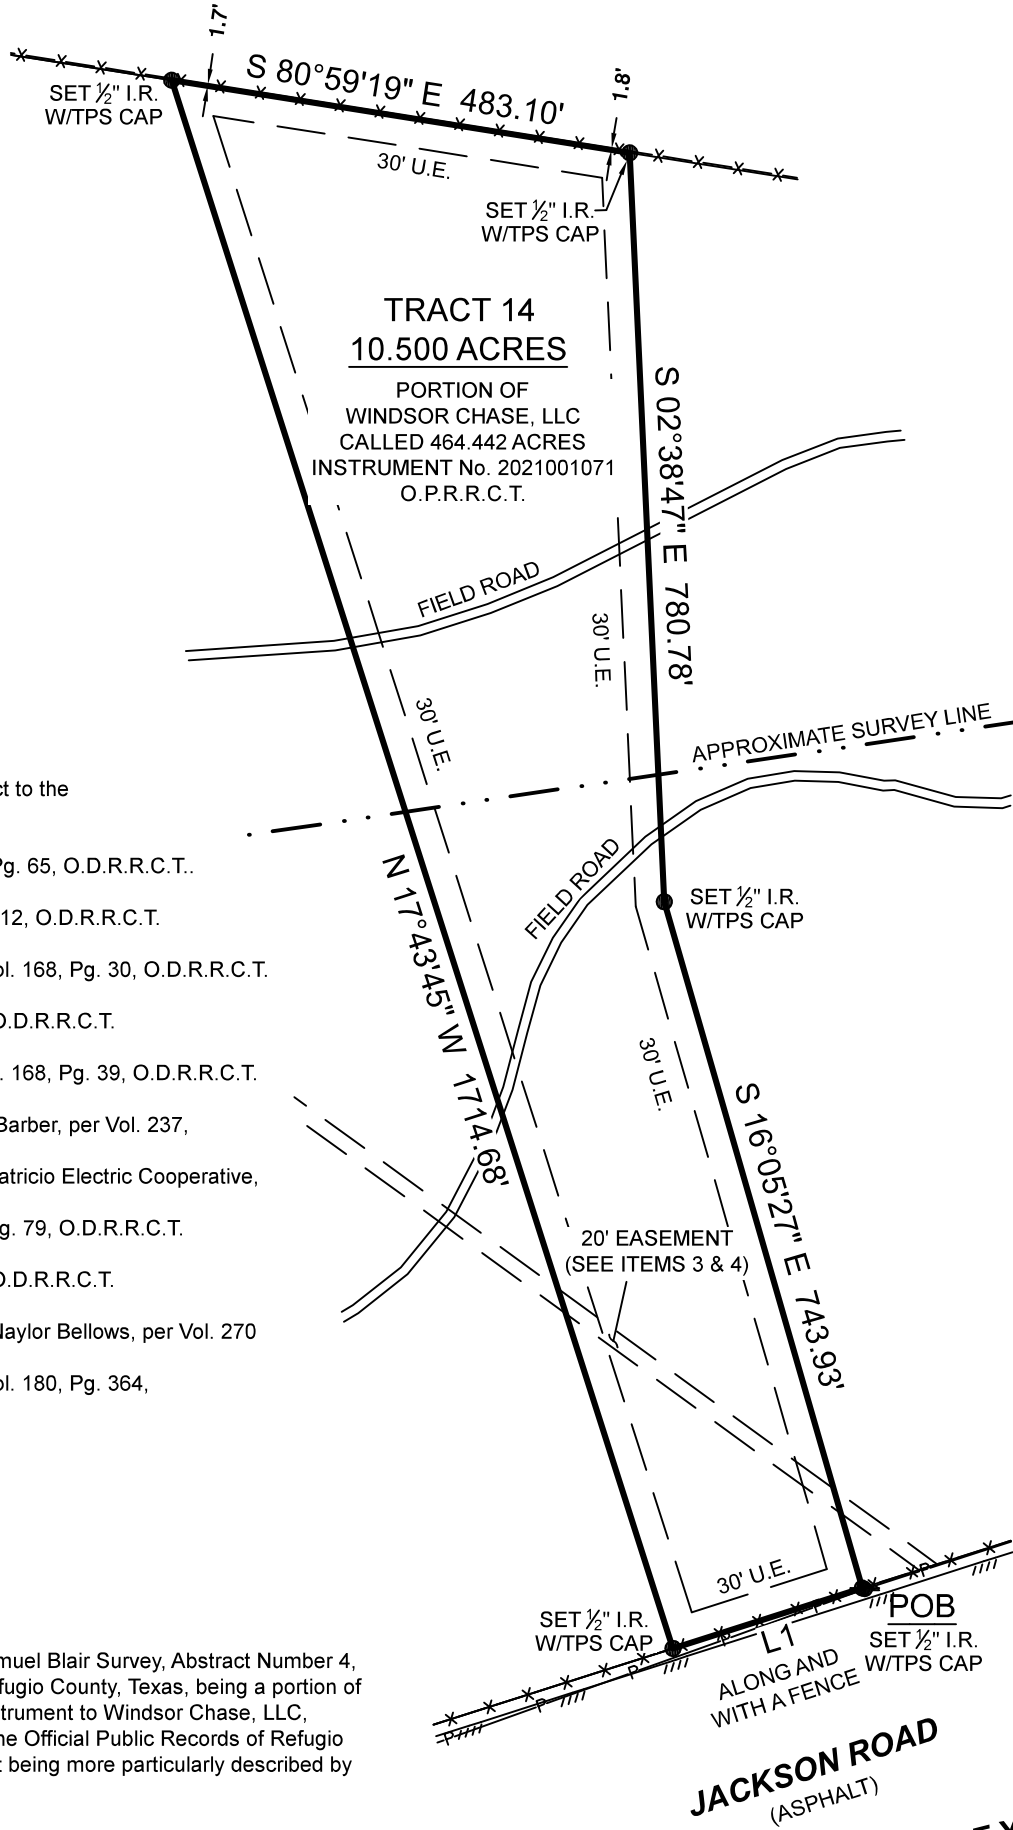 1.7'
S 80°59'19" E 483.10'
1.8'
SET ½" I.R.
W/TPS CAP
30' U.E.
SET ½" I.R.
W/TPS CAP
TRACT 14
10.500 ACRES
PORTION OF
WINDSOR CHASE, LLC
CALLED 464.442 ACRES
INSTRUMENT No. 2021001071
O.P.R.R.C.T.
S 02°38'47" E 780.78'
FIELD ROAD
30' U.E.
30' U.E.
APPROXIMATE SURVEY LINE
ct to the
Pg. 65, O.D.R.R.C.T..
12, O.D.R.R.C.T.
ol. 168, Pg. 30, O.D.R.R.C.T.
O.D.R.R.C.T.
. 168, Pg. 39, O.D.R.R.C.T.
Barber, per Vol. 237,
atricio Electric Cooperative,
g. 79, O.D.R.R.C.T.
O.D.R.R.C.T.
Naylor Bellows, per Vol. 270
ol. 180, Pg. 364,
FIELD ROAD
SET ½" I.R.
W/TPS CAP
N 17°43'45" W 1714.68'
30' U.E.
S 16°05'27" E 743.93'
20' EASEMENT
(SEE ITEMS 3 & 4)
30' U.E.
SET ½" I.R.
W/TPS CAP
POB
SET ½" I.R.
W/TPS CAP
L1
ALONG AND
WITH A FENCE
P
P
P
P
P
P
muel Blair Survey, Abstract Number 4,
fugio County, Texas, being a portion of
strument to Windsor Chase, LLC,
he Official Public Records of Refugio
t being more particularly described by
JACKSON ROAD
(ASPHALT)